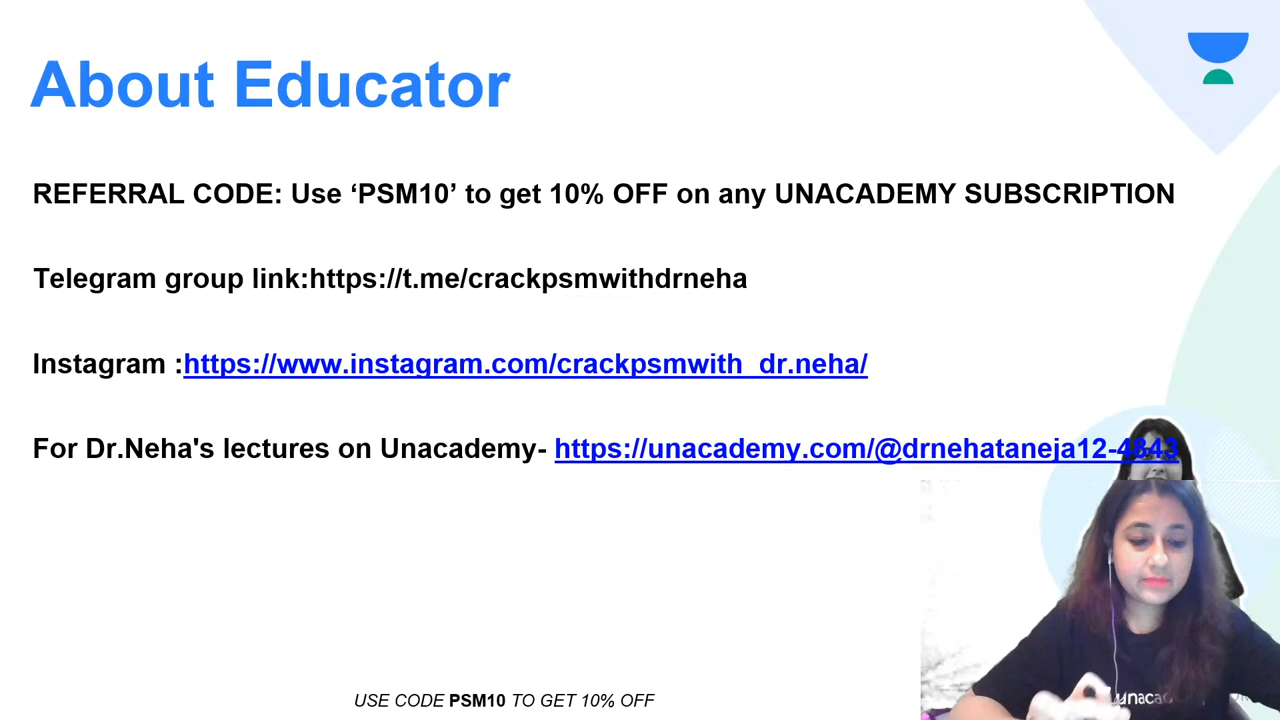 About Educator
REFERRAL CODE: Use ‘PSM10’ to get 10% OFF on any UNACADEMY SUBSCRIPTION
Telegram group link:https://t.me/crackpsmwithdrneha
Instagram :https://www.instagram.com/crackpsmwith_dr.neha/
For Dr.Neha's lectures on Unacademy- https://unacademy.com/@drnehataneja12-4843
USE CODE PSM10 TO GET 10% OFF